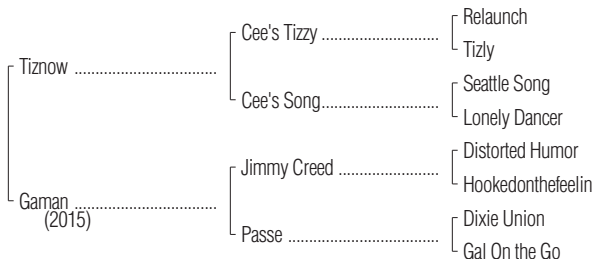 Relaunch
Cee's Tizzy
Tizly
Tiznow
Seattle Song
Cee's Song
Lonely Dancer
Distorted Humor
Jimmy Creed
Hookedonthefeelin
Gaman
(2015)
Dixie Union
Passe
Gal On the Go